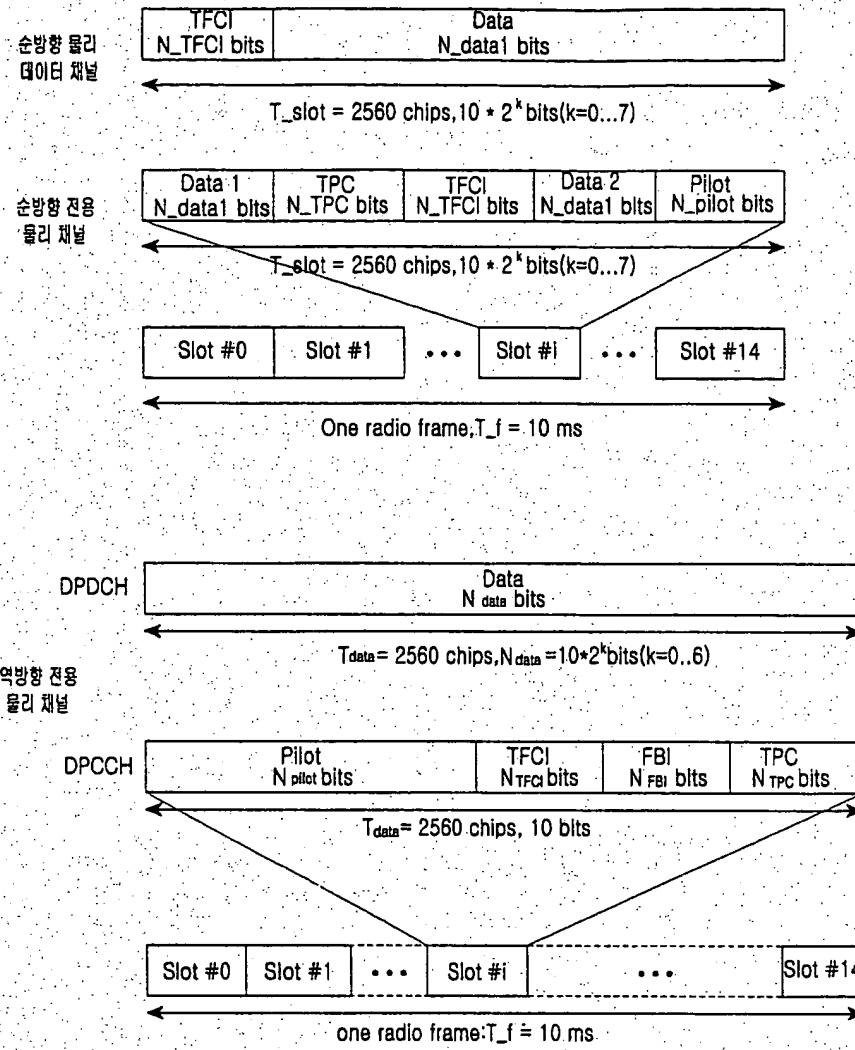 순방향 물리
데이터 채널
TFCI
N_TFCI bits
Data
N_data1 bits
T_slot = 2560 chips,10 * 2^k bits(k=0...7)
순방향 전용
물리 채널
Data 1
N_data1 bits
TPC
N_TPC bits
TFCI
N_TFCI bits
Data 2
N_data1 bits
Pilot
N_pilot bits
T_slot = 2560 chips,10 * 2^k bits(k=0...7)
Slot #0
Slot #1
•••
Slot #i
•••
Slot #14
One radio frame,T_f = 10 ms
DPDCH
Data
N data bits
Tdata= 2560 chips,N data =10*2^k bits(k=0..6)
역방향 전용
물리 채널
DPCCH
Pilot
N pilot bits
TFCI
N TFCI bits
FBI
N FBI bits
TPC
N TPC bits
Tdata= 2560 chips, 10 bits
Slot #0
Slot #1
•••
Slot #i
•••
Slot #14
one radio frame:T_f = 10 ms